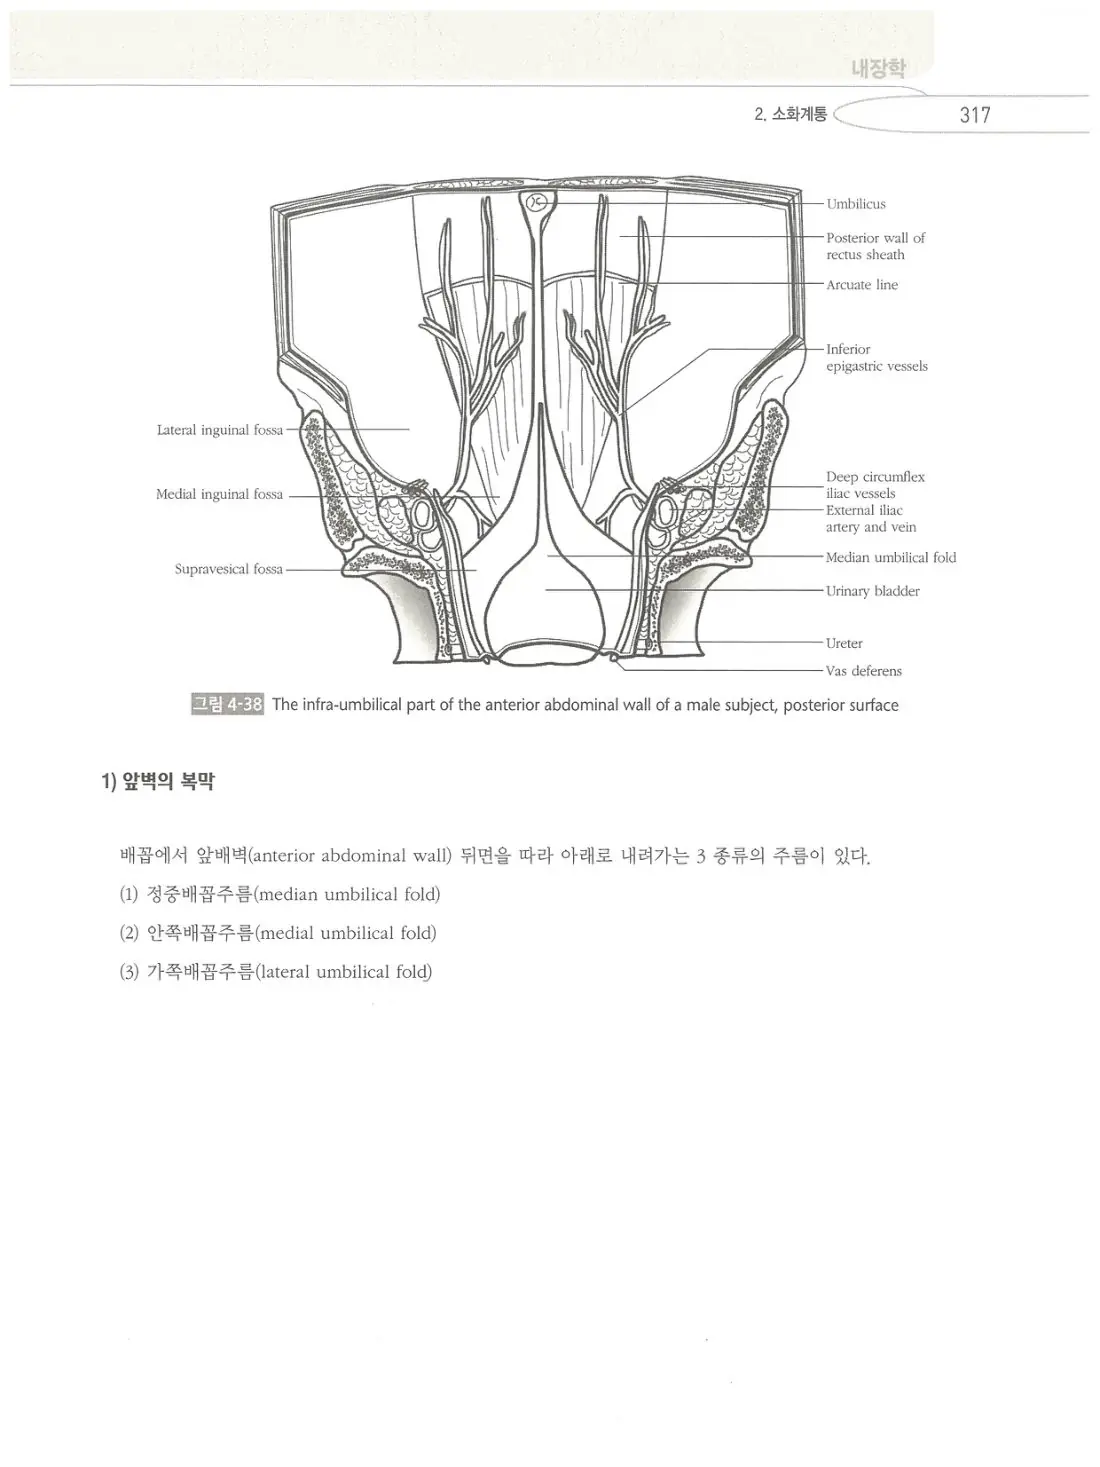 내장학
2. 소화계통
317
Umbilicus
Posterior wall of
rectus sheath
Arcuate line
Inferior
epigastric vessels
Lateral inguinal fossa
Medial inguinal fossa
Supravesical fossa
Deep circumflex
iliac vessels
External iliac
artery and vein
Median umbilical fold
Urinary bladder
Ureter
Vas deferens
그림 4-38 The infra-umbilical part of the anterior abdominal wall of a male subject, posterior surface
1) 앞벽의 복막
배꼽에서 앞배벽(anterior abdominal wall) 뒤면을 따라 아래로 내려가는 3 종류의 주름이 있다.
(1) 정중배꼽주름(median umbilical fold)
(2) 안쪽배꼽주름(medial umbilical fold)
(3) 가쪽배꼽주름(lateral umbilical fold)